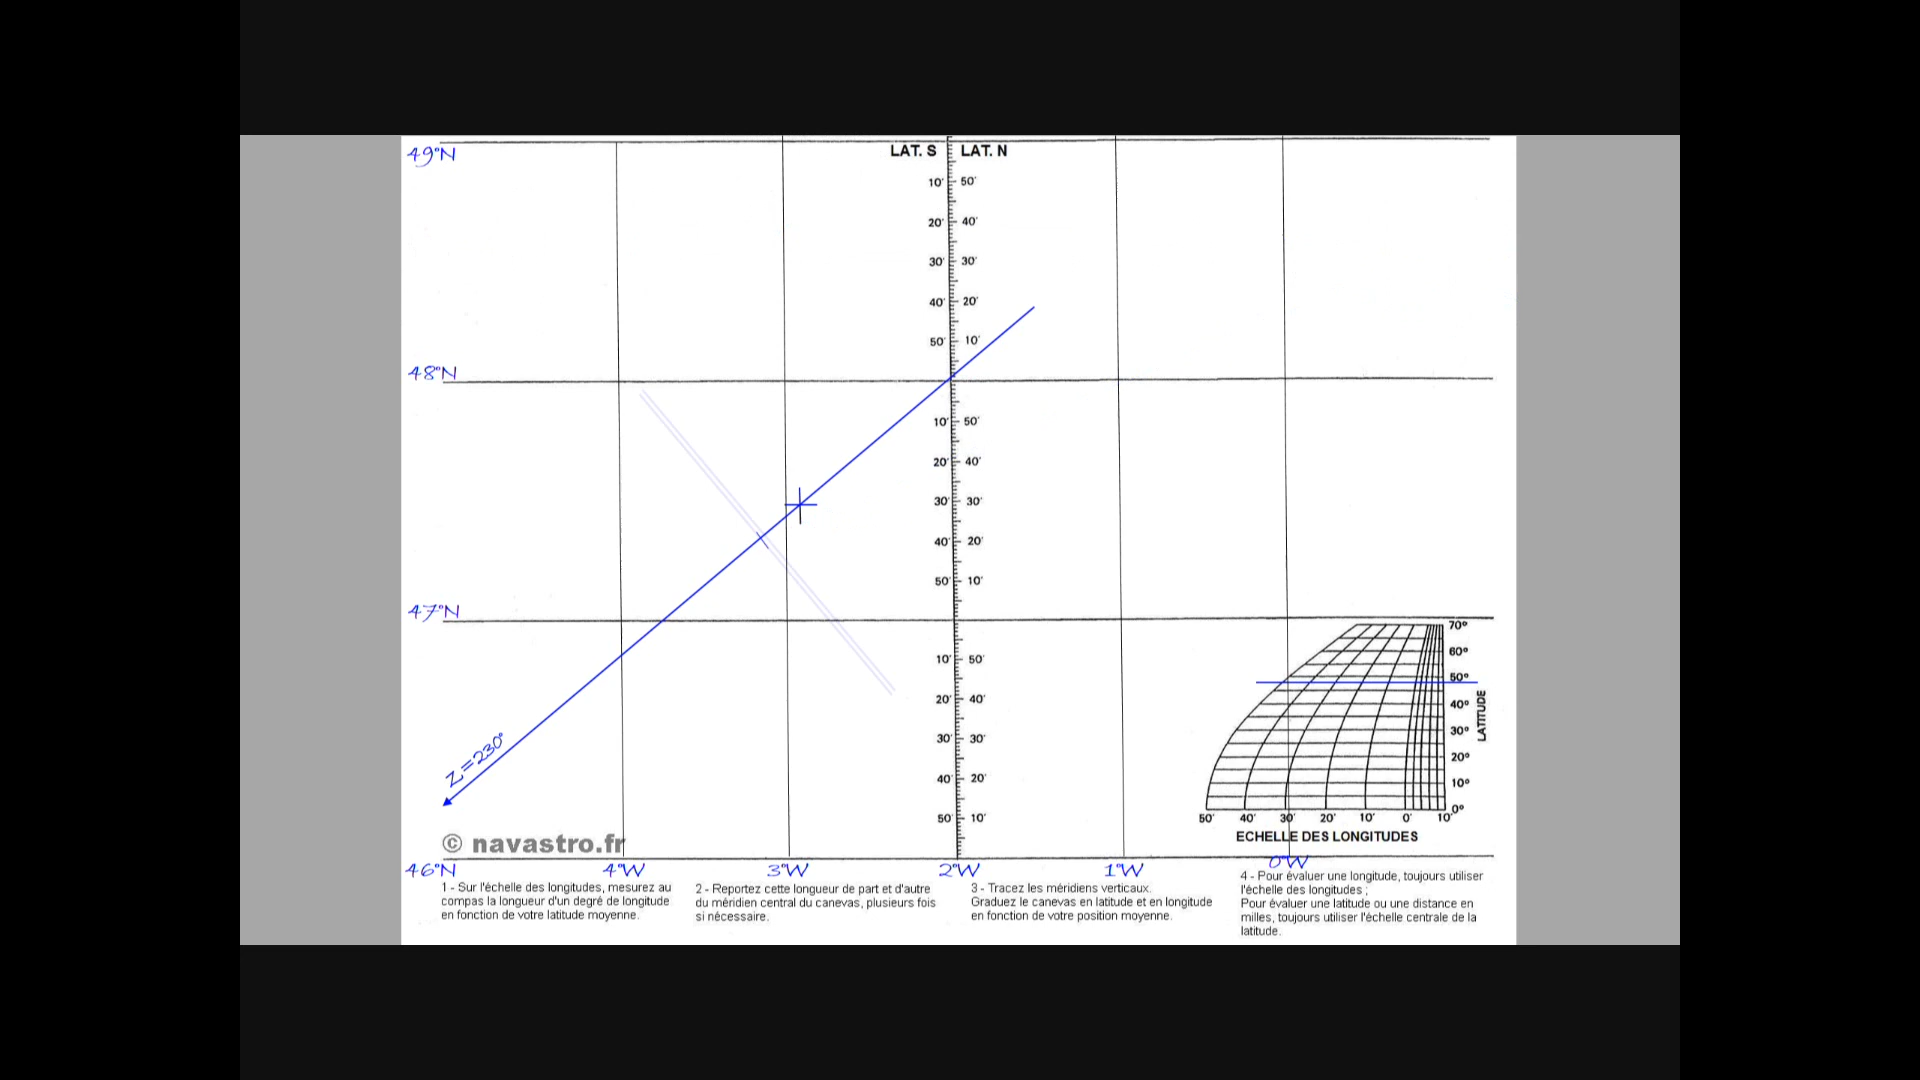 49°N
LAT. S LAT. N
10' 50'
20' 40'
30' 30'
40' 20'
50' 10'
48°N
10' 50'
20' 40'
30' 30'
40' 20'
50' 10'
47°N
10' 50'
20' 40'
30' 30'
40' 20'
50' 10'
Z=230°
70°
60°
50°
40°
30°
20°
10°
0°
LATITUDE
50' 40' 30' 20' 10' 0' 10'
ECHELLE DES LONGITUDES
© navastro.fr
46°N 4°W 3°W 2°W 1°W 0°W
1 - Sur l'échelle des longitudes, mesurez au
compas la longueur d'un degré de longitude
en fonction de votre latitude moyenne.
2 - Reportez cette longueur de part et d'autre
du méridien central du canevas, plusieurs fois
si nécessaire.
3 - Tracez les méridiens verticaux.
Graduez le canevas en latitude et en longitude
en fonction de votre position moyenne.
4 - Pour évaluer une longitude, toujours utiliser
l'échelle des longitudes ;
Pour évaluer une latitude ou une distance en
milles, toujours utiliser l'échelle centrale de la
latitude.